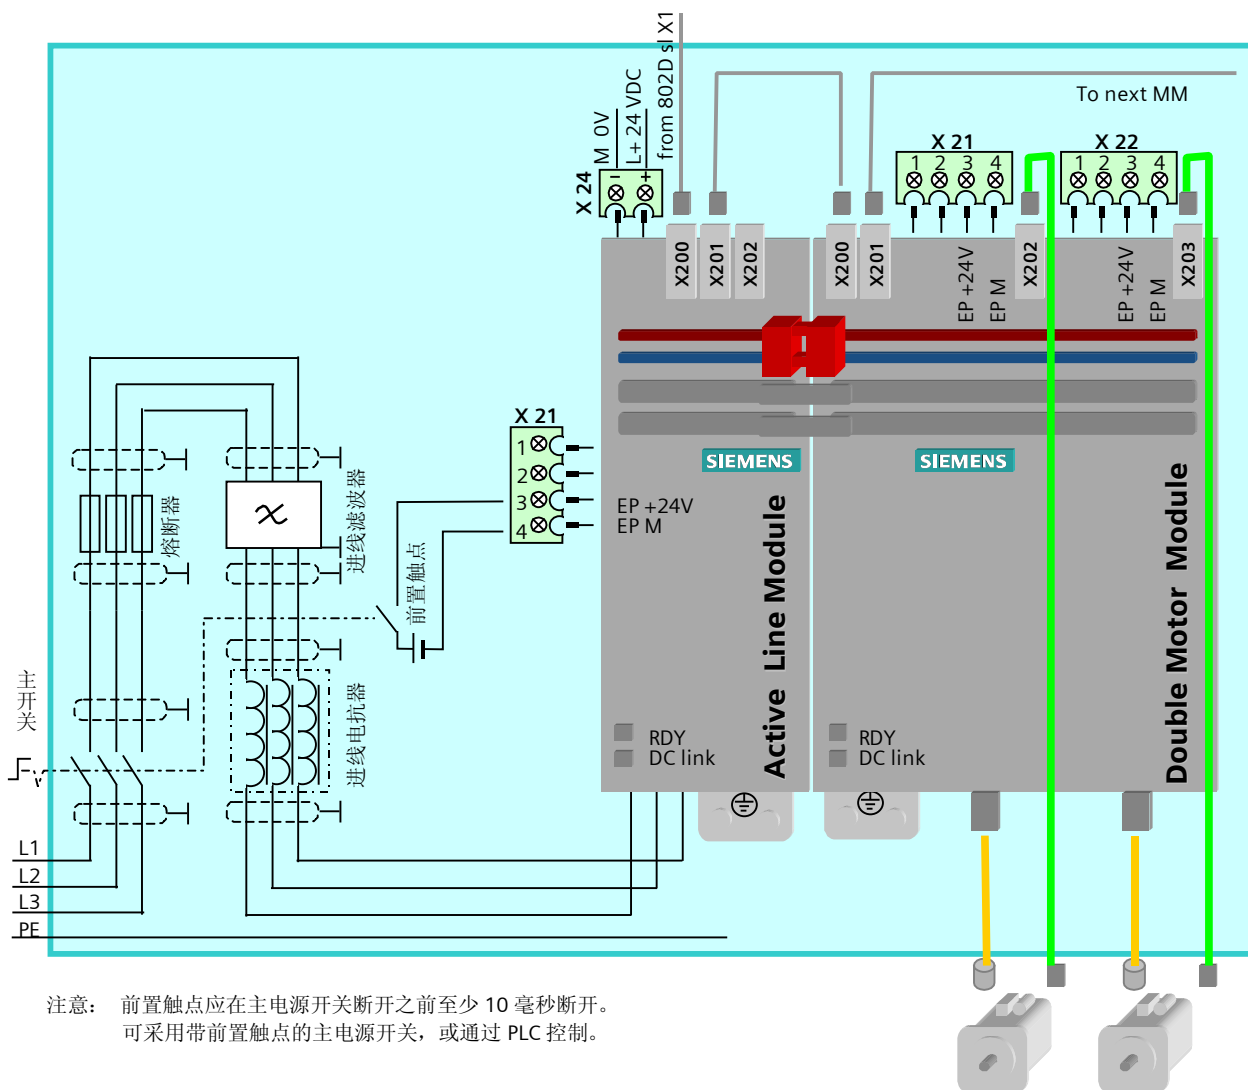 from 802D sl X1
M 0V
L+ 24 VDC
To next MM
X 24
- +
X 21
1 2 3 4
X 22
1 2 3 4
X200
X201
X202
X200
X201
X202
X203
EP +24V
EP M
EP +24V
EP M
X 21
1
2
3
4
EP +24V
EP M
SIEMENS
SIEMENS
熔断器
进线滤波器
前置触点
进线电抗器
主开关
Active Line Module
Double Motor Module
RDY
DC link
RDY
DC link
L1
L2
L3
PE
注意： 前置触点应在主电源开关断开之前至少 10 毫秒断开。
可采用带前置触点的主电源开关，或通过 PLC 控制。